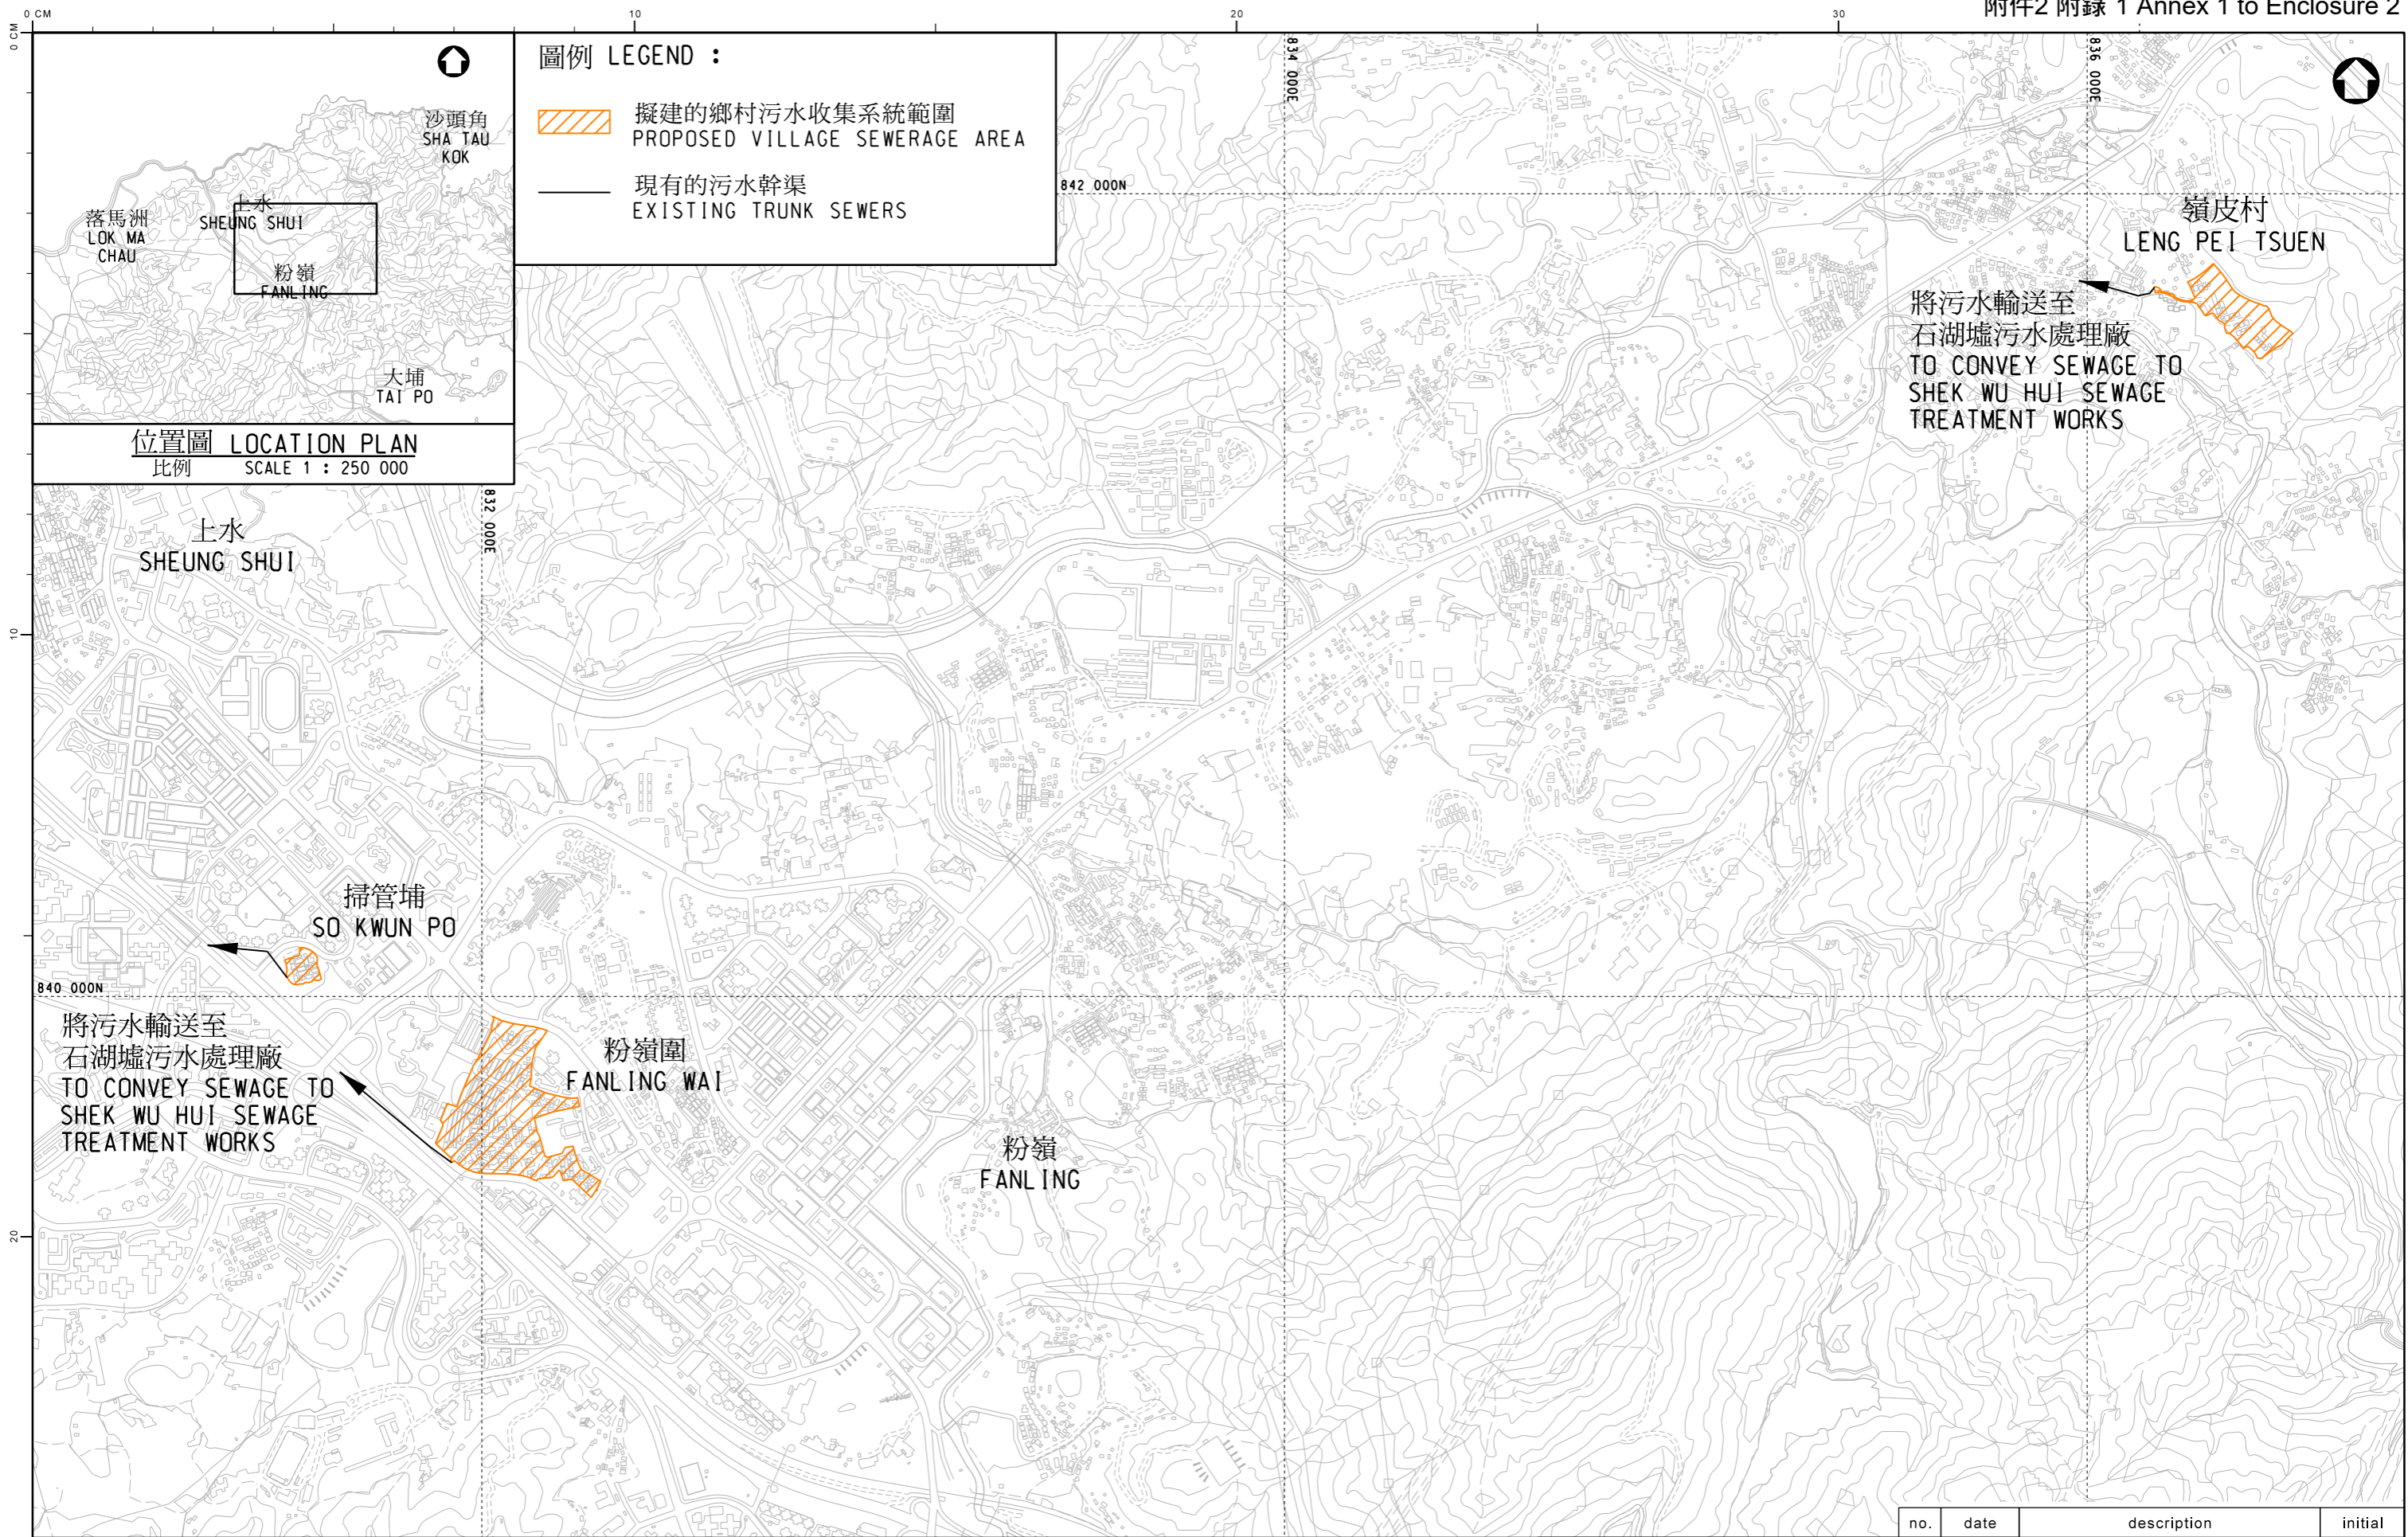 附件2 附錄 1 Annex 1 to Enclosure 2
0 CM
10
20
30
0 CM
10
20
圖例 LEGEND :
擬建的鄉村污水收集系統範圍
PROPOSED VILLAGE SEWERAGE AREA
現有的污水幹渠
EXISTING TRUNK SEWERS
沙頭角
SHA TAU
KOK
上水
SHEUNG SHUI
落馬洲
LOK MA
CHAU
粉嶺
FANLING
大埔
TAI PO
位置圖 LOCATION PLAN
比例 SCALE 1 : 250 000
834 000E
836 000E
842 000N
832 000E
840 000N
嶺皮村
LENG PEI TSUEN
將污水輸送至
石湖墟污水處理廠
TO CONVEY SEWAGE TO
SHEK WU HUI SEWAGE
TREATMENT WORKS
上水
SHEUNG SHUI
掃管埔
SO KWUN PO
將污水輸送至
石湖墟污水處理廠
TO CONVEY SEWAGE TO
SHEK WU HUI SEWAGE
TREATMENT WORKS
粉嶺圍
FANLING WAI
粉嶺
FANLING
no. date description initial